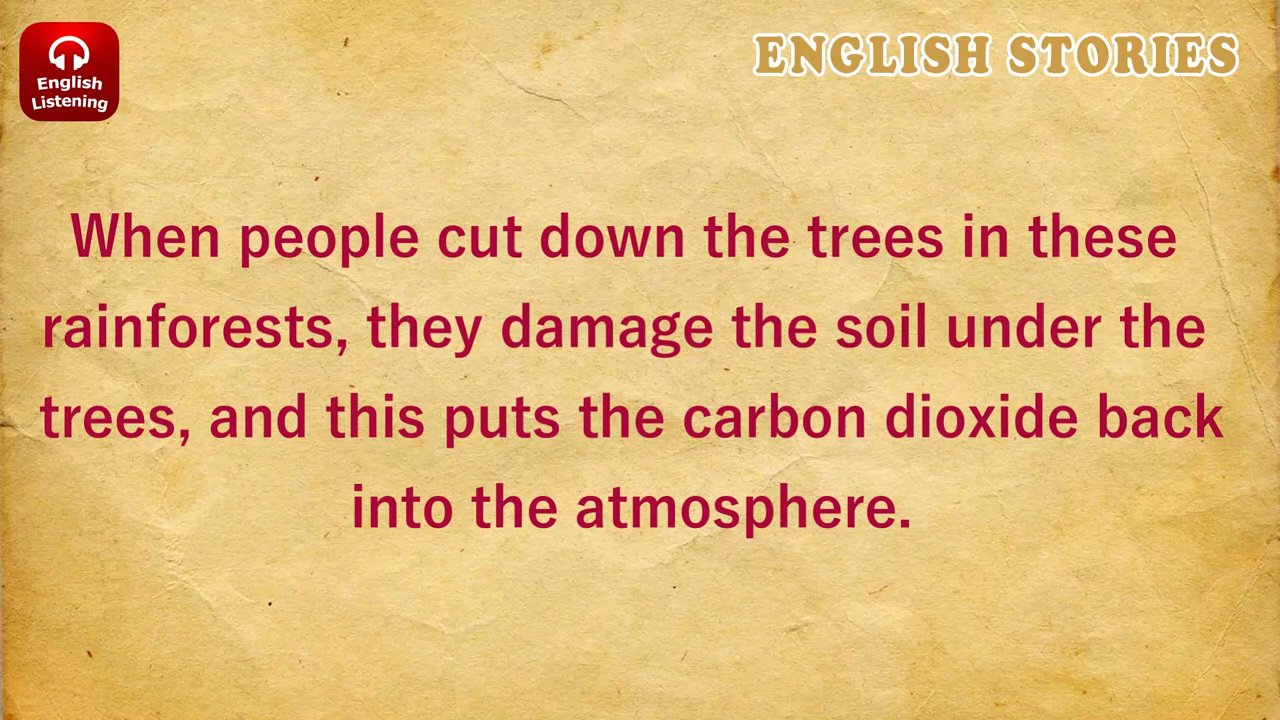 English
Listening
ENGLISH STORIES
When people cut down the trees in these
rainforests, they damage the soil under the
trees, and this puts the carbon dioxide back
into the atmosphere.